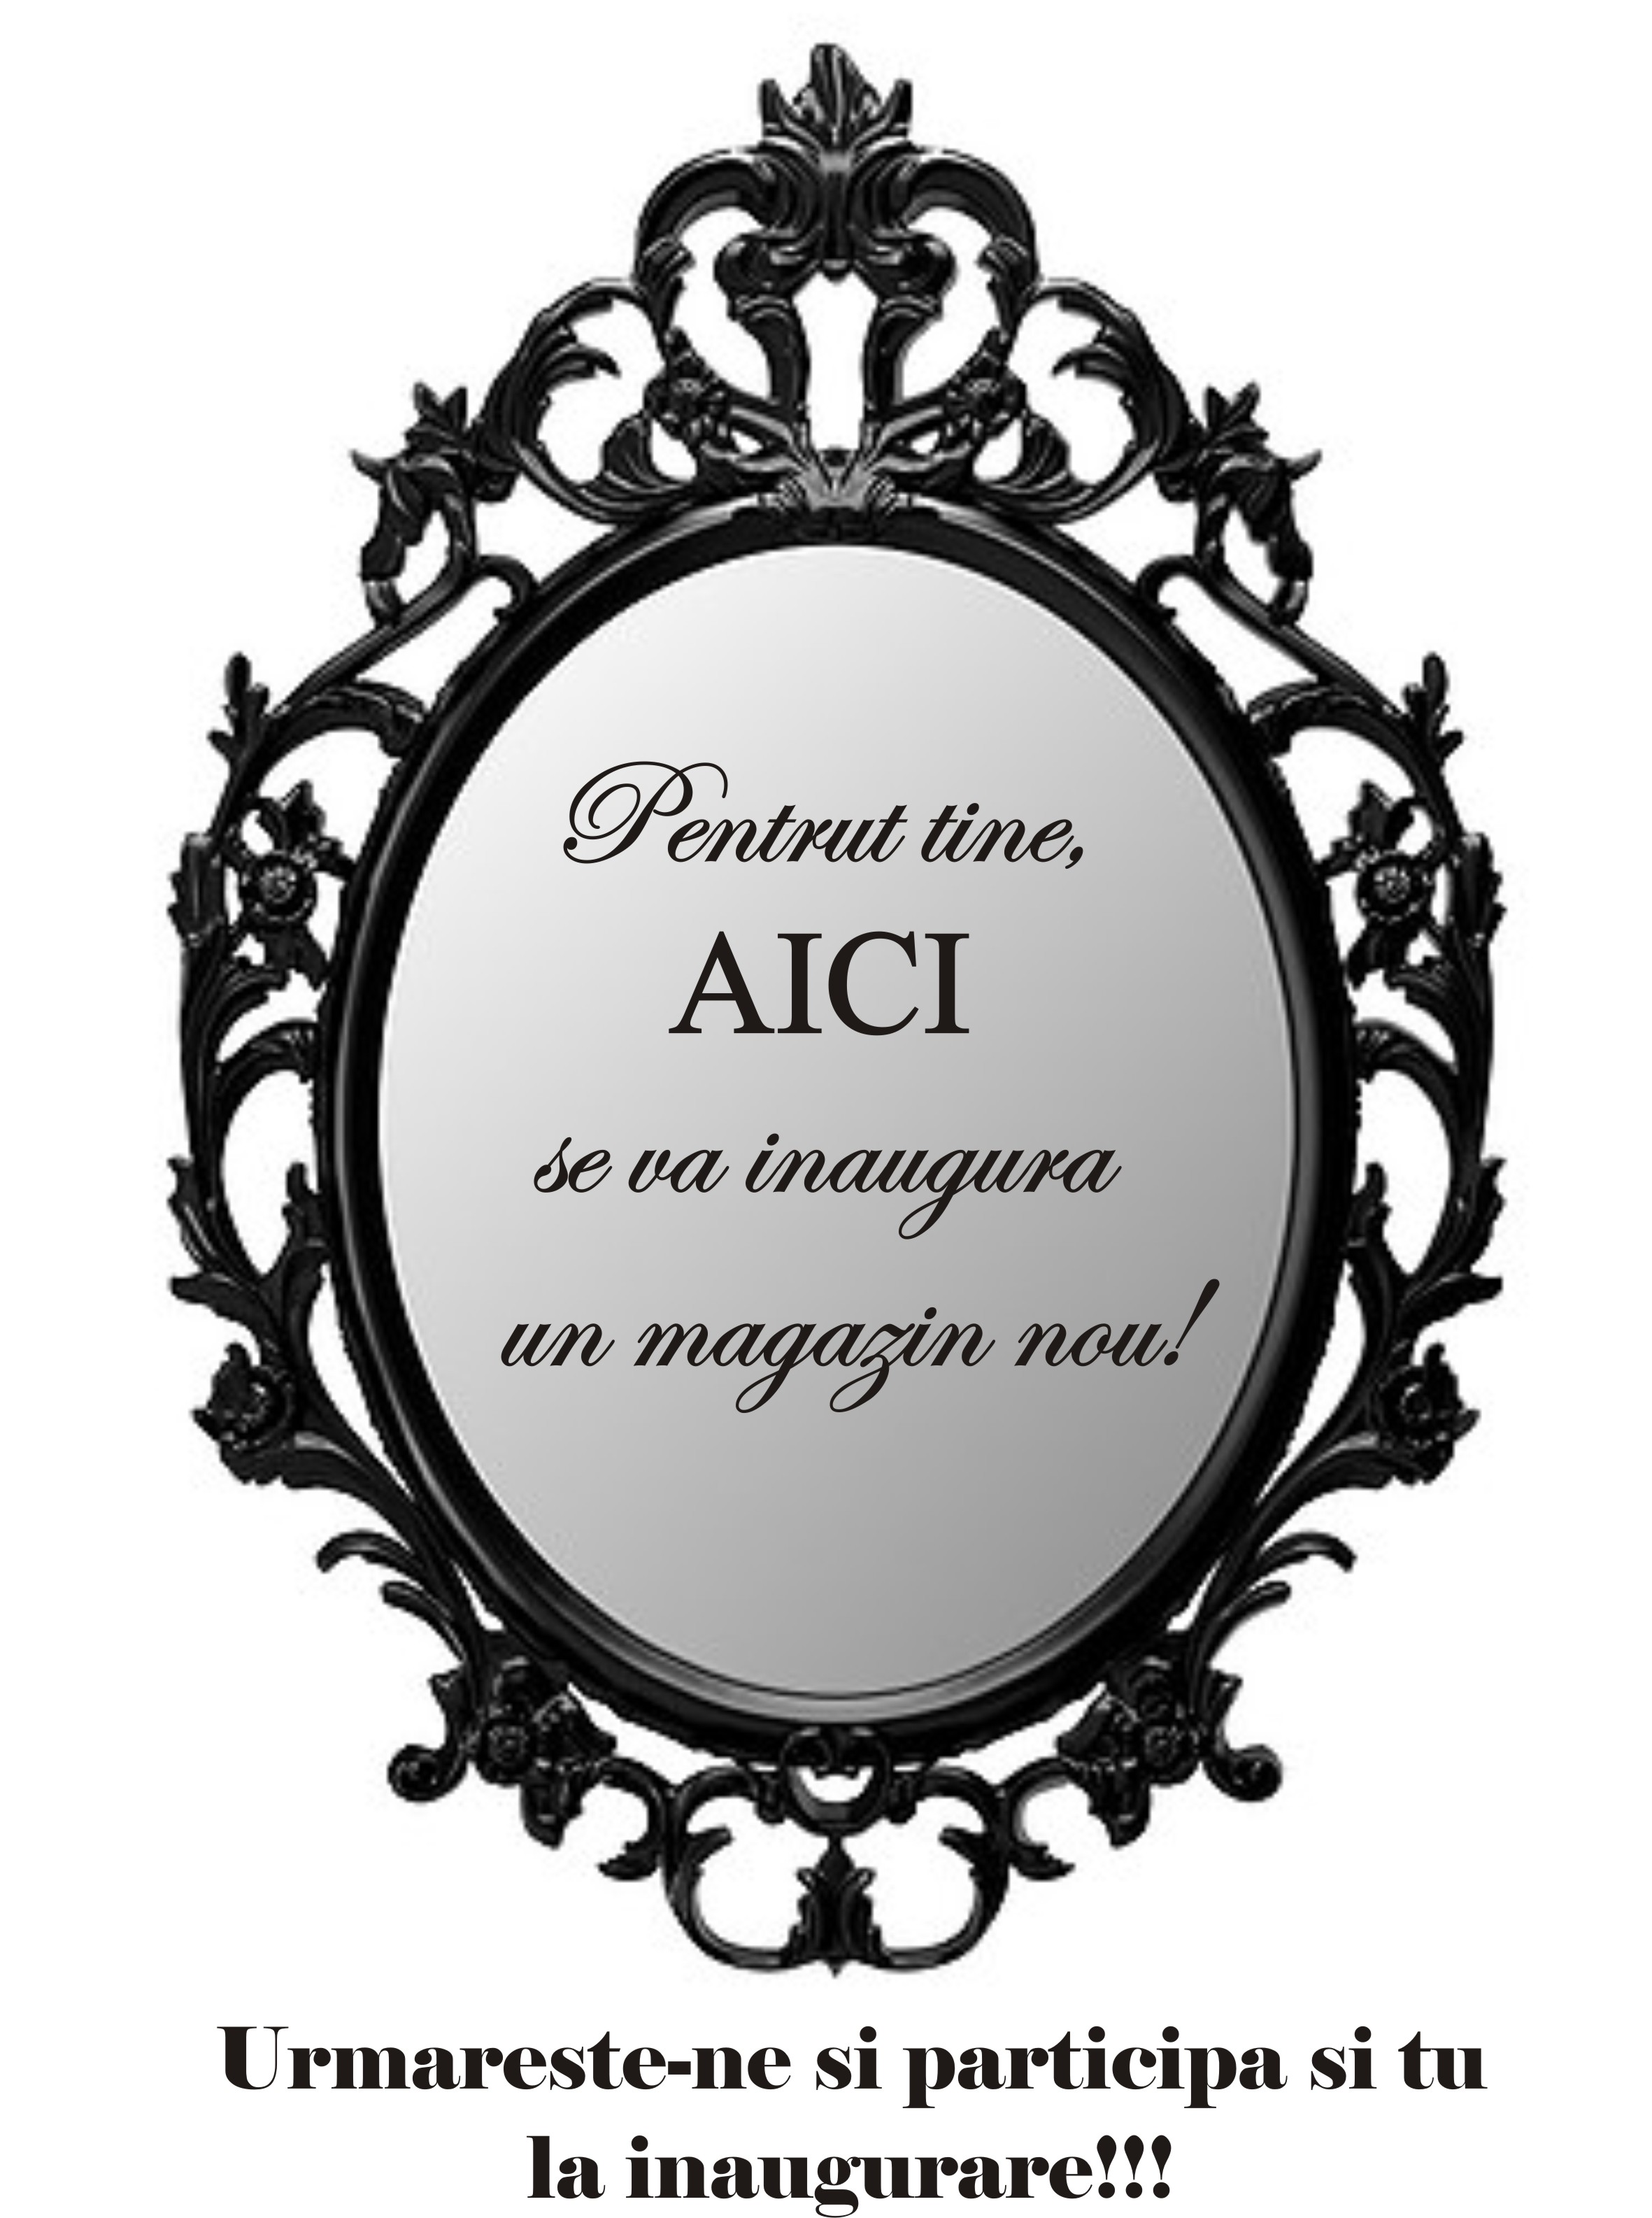 Pentrut tine,
AICI
se va inaugura
un magazin nou!
Urmareste-ne si participa si tu
la inaugurare!!!